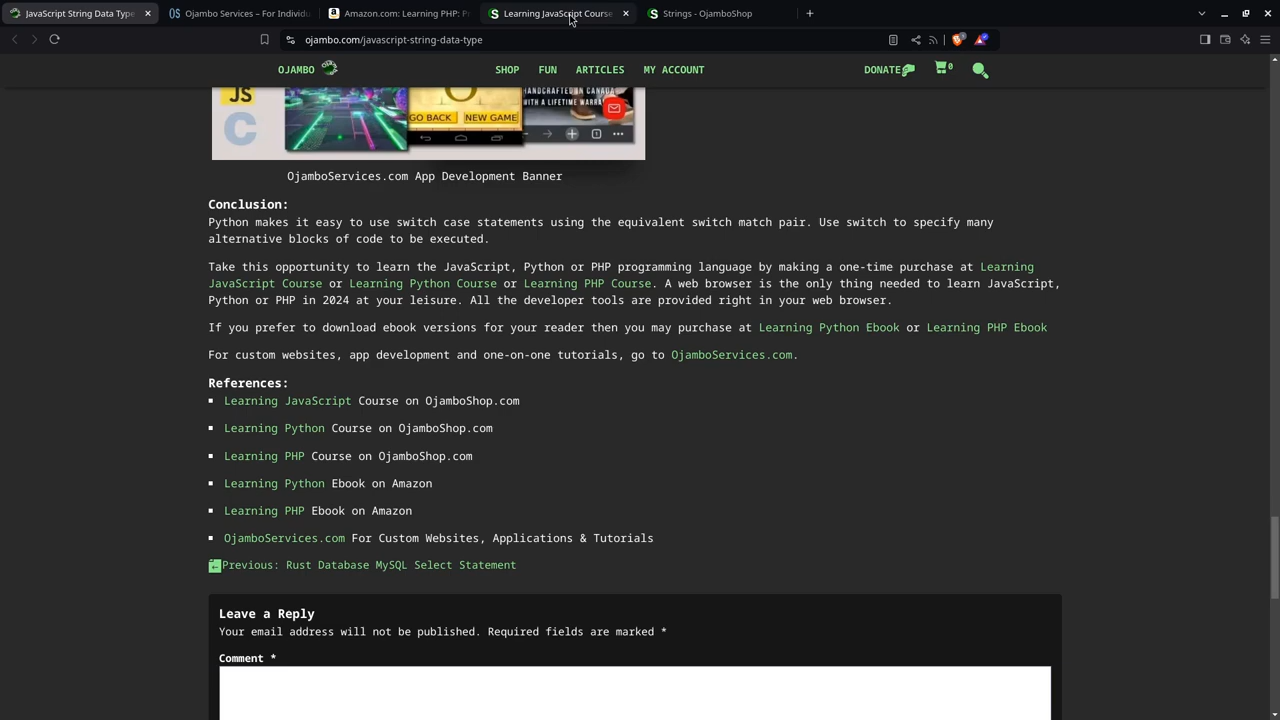 JavaScript String Data Type
Ojambo Services – For Individu
Amazon.com: Learning PHP: P
Learning JavaScript Course
Strings - OjamboShop
ojambo.com/javascript-string-data-type
OJAMBO
SHOP
FUN
ARTICLES
MY ACCOUNT
DONATE
0
JS
C
GO BACK
NEW GAME
HANDCRAFTED IN CANADA
WITH A LIFETIME WARRA
OjamboServices.com App Development Banner
Conclusion:
Python makes it easy to use switch case statements using the equivalent switch match pair. Use switch to specify many
alternative blocks of code to be executed.
Take this opportunity to learn the JavaScript, Python or PHP programming language by making a one-time purchase at Learning
JavaScript Course or Learning Python Course or Learning PHP Course. A web browser is the only thing needed to learn JavaScript,
Python or PHP in 2024 at your leisure. All the developer tools are provided right in your web browser.
If you prefer to download ebook versions for your reader then you may purchase at Learning Python Ebook or Learning PHP Ebook
For custom websites, app development and one-on-one tutorials, go to OjamboServices.com.
References:
Learning JavaScript Course on OjamboShop.com
Learning Python Course on OjamboShop.com
Learning PHP Course on OjamboShop.com
Learning Python Ebook on Amazon
Learning PHP Ebook on Amazon
OjamboServices.com For Custom Websites, Applications & Tutorials
Previous: Rust Database MySQL Select Statement
Leave a Reply
Your email address will not be published. Required fields are marked *
Comment *